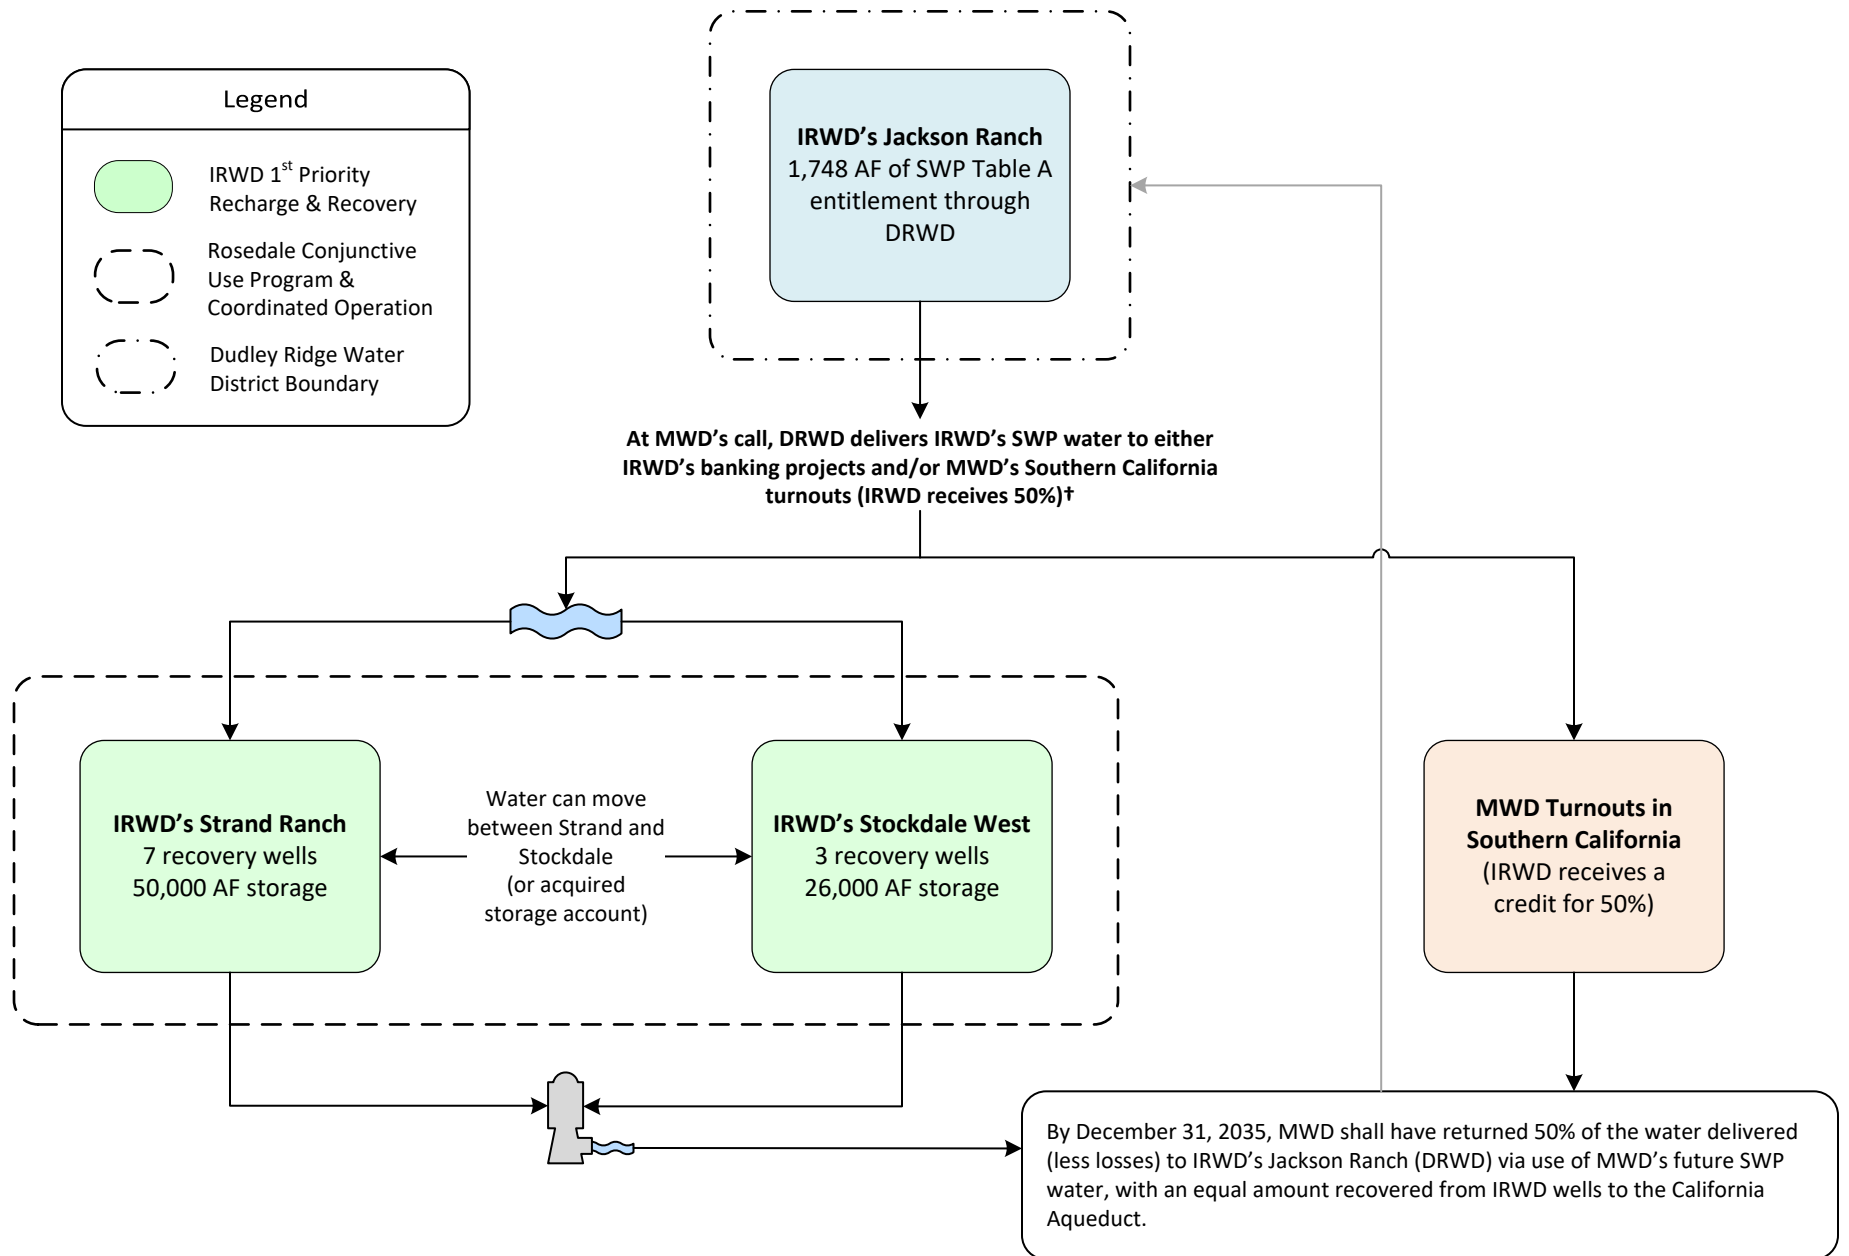 Legend
IRWD 1st Priority
Recharge & Recovery
Rosedale Conjunctive
Use Program &
Coordinated Operation
Dudley Ridge Water
District Boundary
IRWD’s Jackson Ranch
1,748 AF of SWP Table A
entitlement through
DRWD
At MWD’s call, DRWD delivers IRWD’s SWP water to either
IRWD’s banking projects and/or MWD’s Southern California
turnouts (IRWD receives 50%)†
IRWD’s Strand Ranch
7 recovery wells
50,000 AF storage
Water can move
between Strand and
Stockdale
(or acquired
storage account)
IRWD’s Stockdale West
3 recovery wells
26,000 AF storage
MWD Turnouts in
Southern California
(IRWD receives a
credit for 50%)
By December 31, 2035, MWD shall have returned 50% of the water delivered
(less losses) to IRWD’s Jackson Ranch (DRWD) via use of MWD’s future SWP
water, with an equal amount recovered from IRWD wells to the California
Aqueduct.